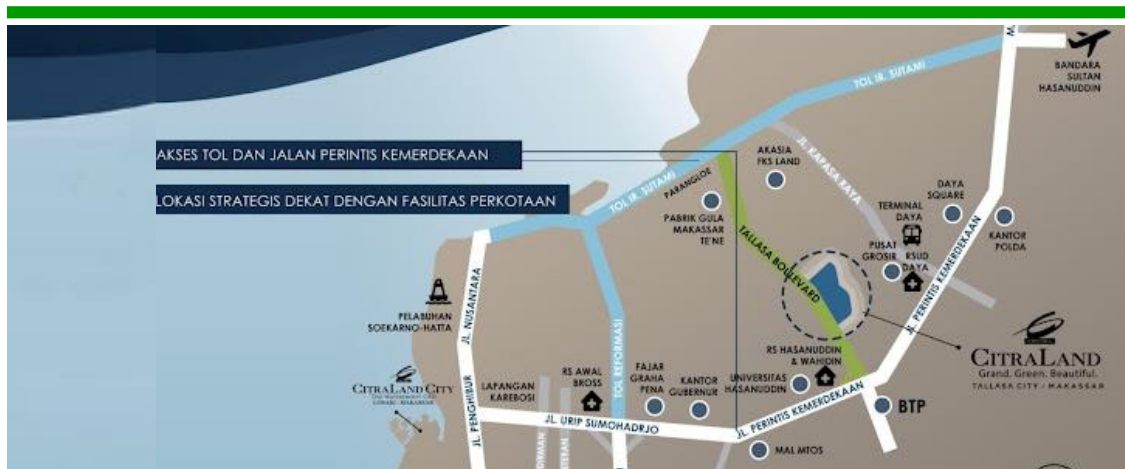 TOL IR. SUTAMI
BANDARA
SULTAN
HASANUDDIN
AKSES TOL DAN JALAN PERINTIS KEMERDEKAAN
LOKASI STRATEGIS DEKAT DENGAN FASILITAS PERKOTAAN
TOL IR. SUTAMI
PARANGLOE
AKASIA
FKS LAND
JL KAPASA RAYA
PABRIK GULA
MAKASSAR
TE'NE
TALLASA BOULEVARD
TERMINAL
DAYA
DAYA
SQUARE
KANTOR
POLDA
PUSAT
GROSIR
RSUD
DAYA
JL. PERINTIS KEMERDEKAAN
PELABUHAN
SOEKARNO-HATTA
JL. NUSANTARA
TOL REFORMASI
RS HASANUDDIN
& WAHIDIN
CITRALAND
Grand. Green. Beautiful.
TALLASA CITY - MAKASSAR
CITRALAND CITY
LOSARI MAKASSAR
JL. PENGHIBUR
LAPANGAN
KAREBOSI
RS AWAL
BROSS
FAJAR
GRAHA
PENA
KANTOR
GUBERNUR
UNIVERSITAS
HASANUDDIN
JL. PERINTIS KEMERDEKAAN
BTP
JL. URIP SUMOHADRJO
MAL MTOS